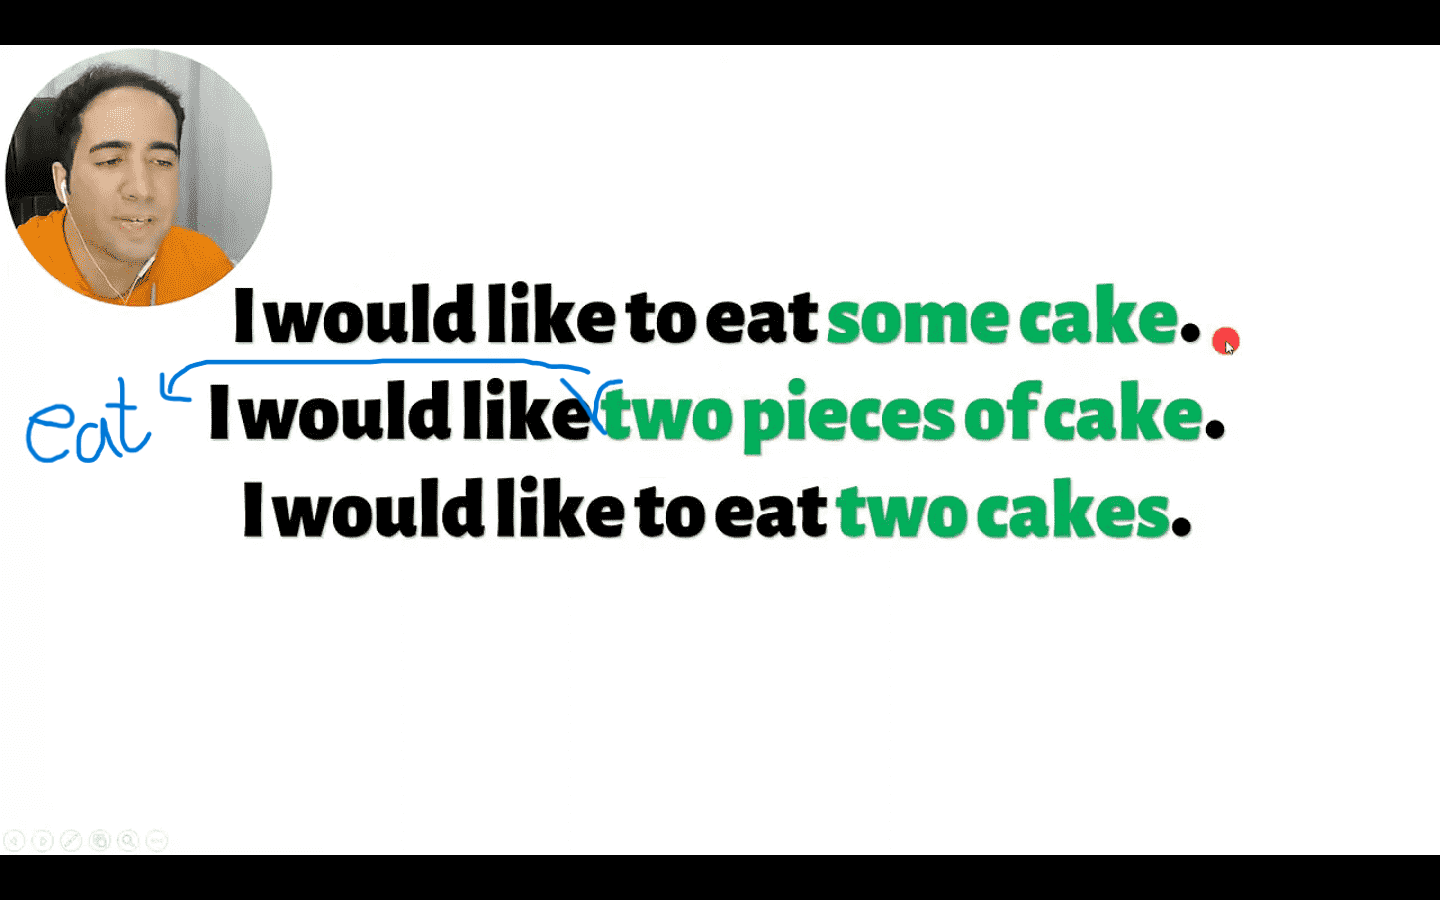 I would like to eat some cake.
eat
I would like two pieces of cake.
I would like to eat two cakes.